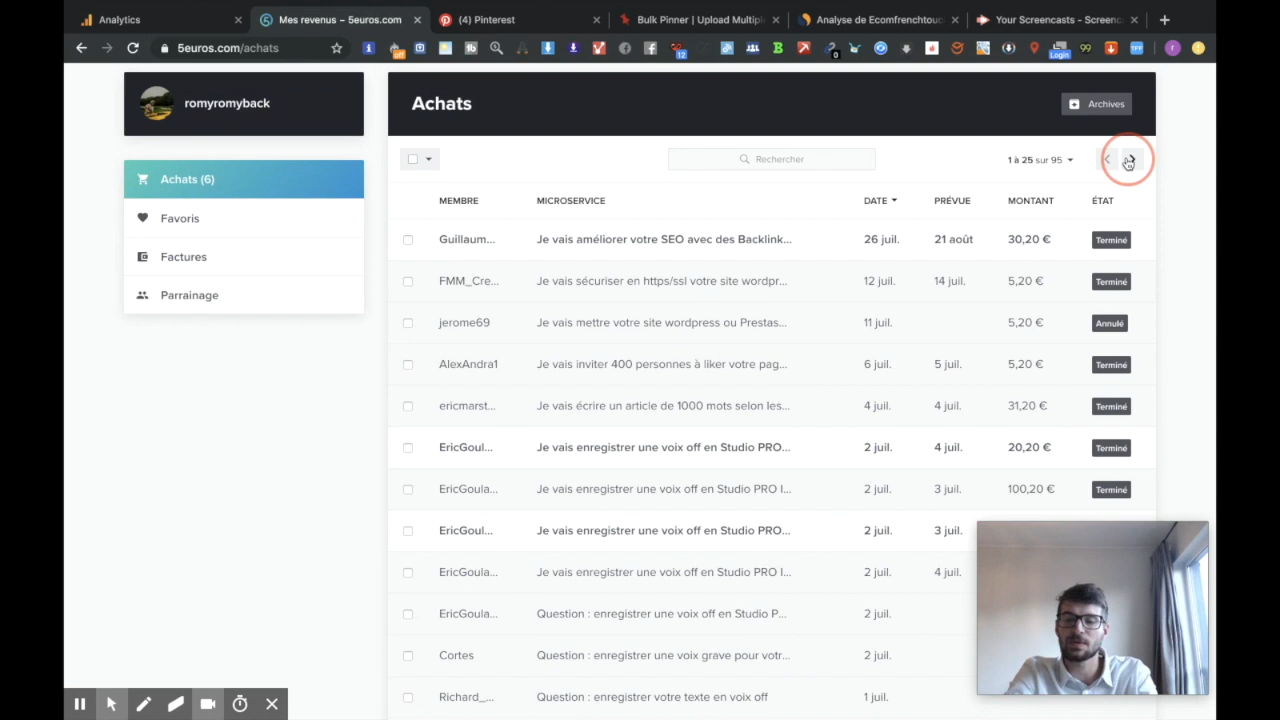 Analytics
Mes revenus – 5euros.com
(4) Pinterest
Bulk Pinner | Upload Multipl
Analyse de Ecomfrenchtouc
Your Screencasts - Screenc
5euros.com/achats
off
12
0
Login
99
TFF
r
romyromyback
Achats
Archives
Achats (6)
Favoris
Factures
Parrainage
Rechercher
1 à 25 sur 95
MEMBRE MICROSERVICE DATE PRÉVUE MONTANT ÉTAT
Guillaum... Je vais améliorer votre SEO avec des Backlink... 26 juil. 21 août 30,20 € Terminé
FMM_Cre... Je vais sécuriser en https/ssl votre site wordpr... 12 juil. 14 juil. 5,20 € Terminé
jerome69 Je vais mettre votre site wordpress ou Prestas... 11 juil. 5,20 € Annulé
AlexAndra1 Je vais inviter 400 personnes à liker votre pag... 6 juil. 5 juil. 5,20 € Terminé
ericmarst... Je vais écrire un article de 1000 mots selon les... 4 juil. 4 juil. 31,20 € Terminé
EricGoul... Je vais enregistrer une voix off en Studio PRO... 2 juil. 4 juil. 20,20 € Terminé
EricGoula... Je vais enregistrer une voix off en Studio PRO l... 2 juil. 3 juil. 100,20 € Terminé
EricGoul... Je vais enregistrer une voix off en Studio PRO... 2 juil. 3 juil.
EricGoula... Je vais enregistrer une voix off en Studio PRO l... 2 juil. 4 juil.
EricGoula... Question : enregistrer une voix off en Studio P... 2 juil.
Cortes Question : enregistrer une voix grave pour votr... 2 juil.
Richard_... Question : enregistrer votre texte en voix off 1 juil.